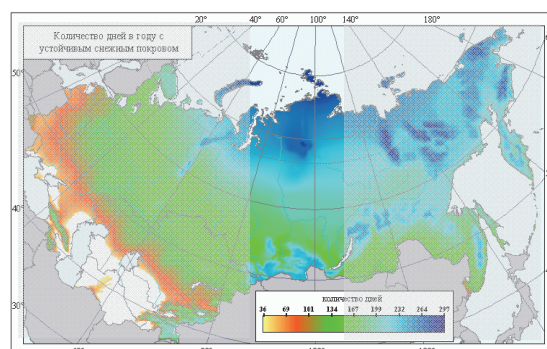 20° 40° 60° 100° 140° 180°
Количество дней в году с
устойчивым снежным покровом
50°
40°
30°
количество дней
36 69 101 134 167 199 232 264 297